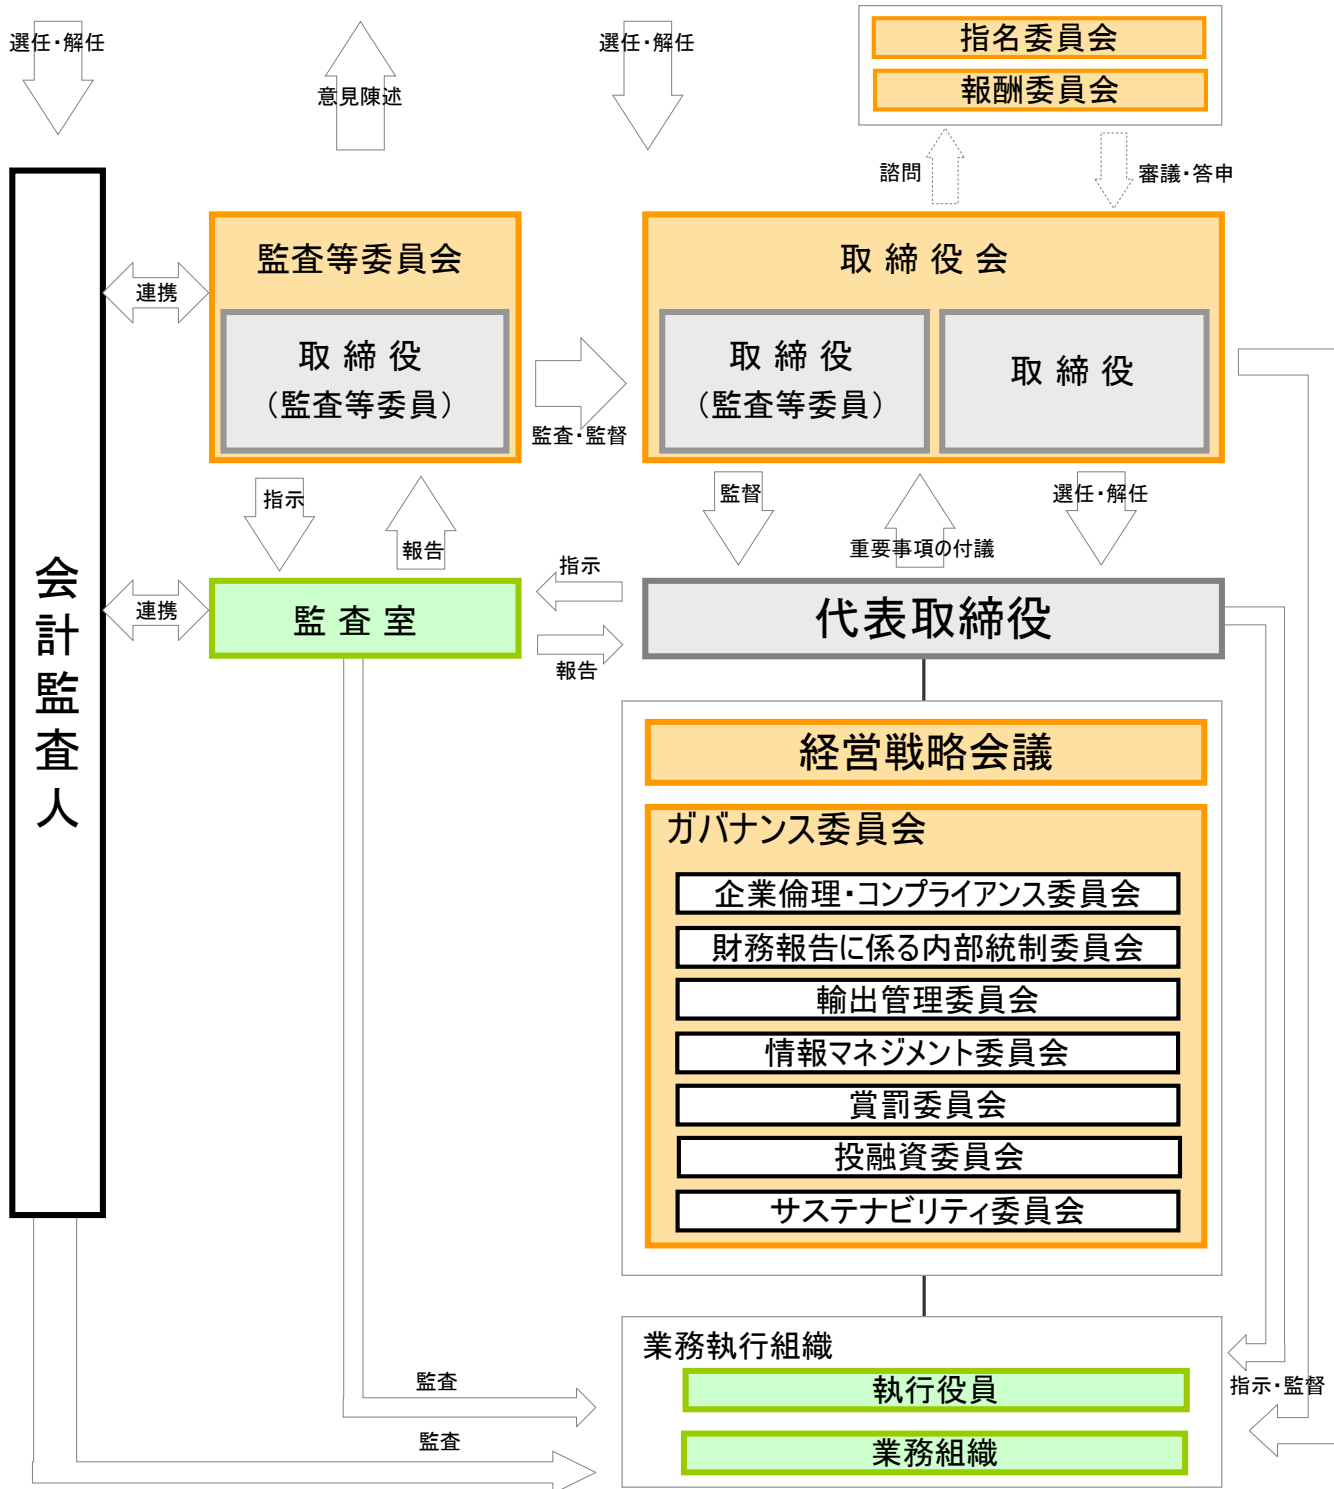 選任・解任
意見陳述
選任・解任
指名委員会
報酬委員会
諮問
審議・答申
監査等委員会
取締役会
連携
取締役
（監査等委員）
取締役
（監査等委員）
取締役
監査・監督
指示
報告
監督
重要事項の付議
選任・解任
会計監査人
連携
監査室
指示
報告
代表取締役
経営戦略会議
ガバナンス委員会
企業倫理・コンプライアンス委員会
財務報告に係る内部統制委員会
輸出管理委員会
情報マネジメント委員会
賞罰委員会
投融資委員会
サステナビリティ委員会
業務執行組織
監査
執行役員
指示・監督
監査
業務組織